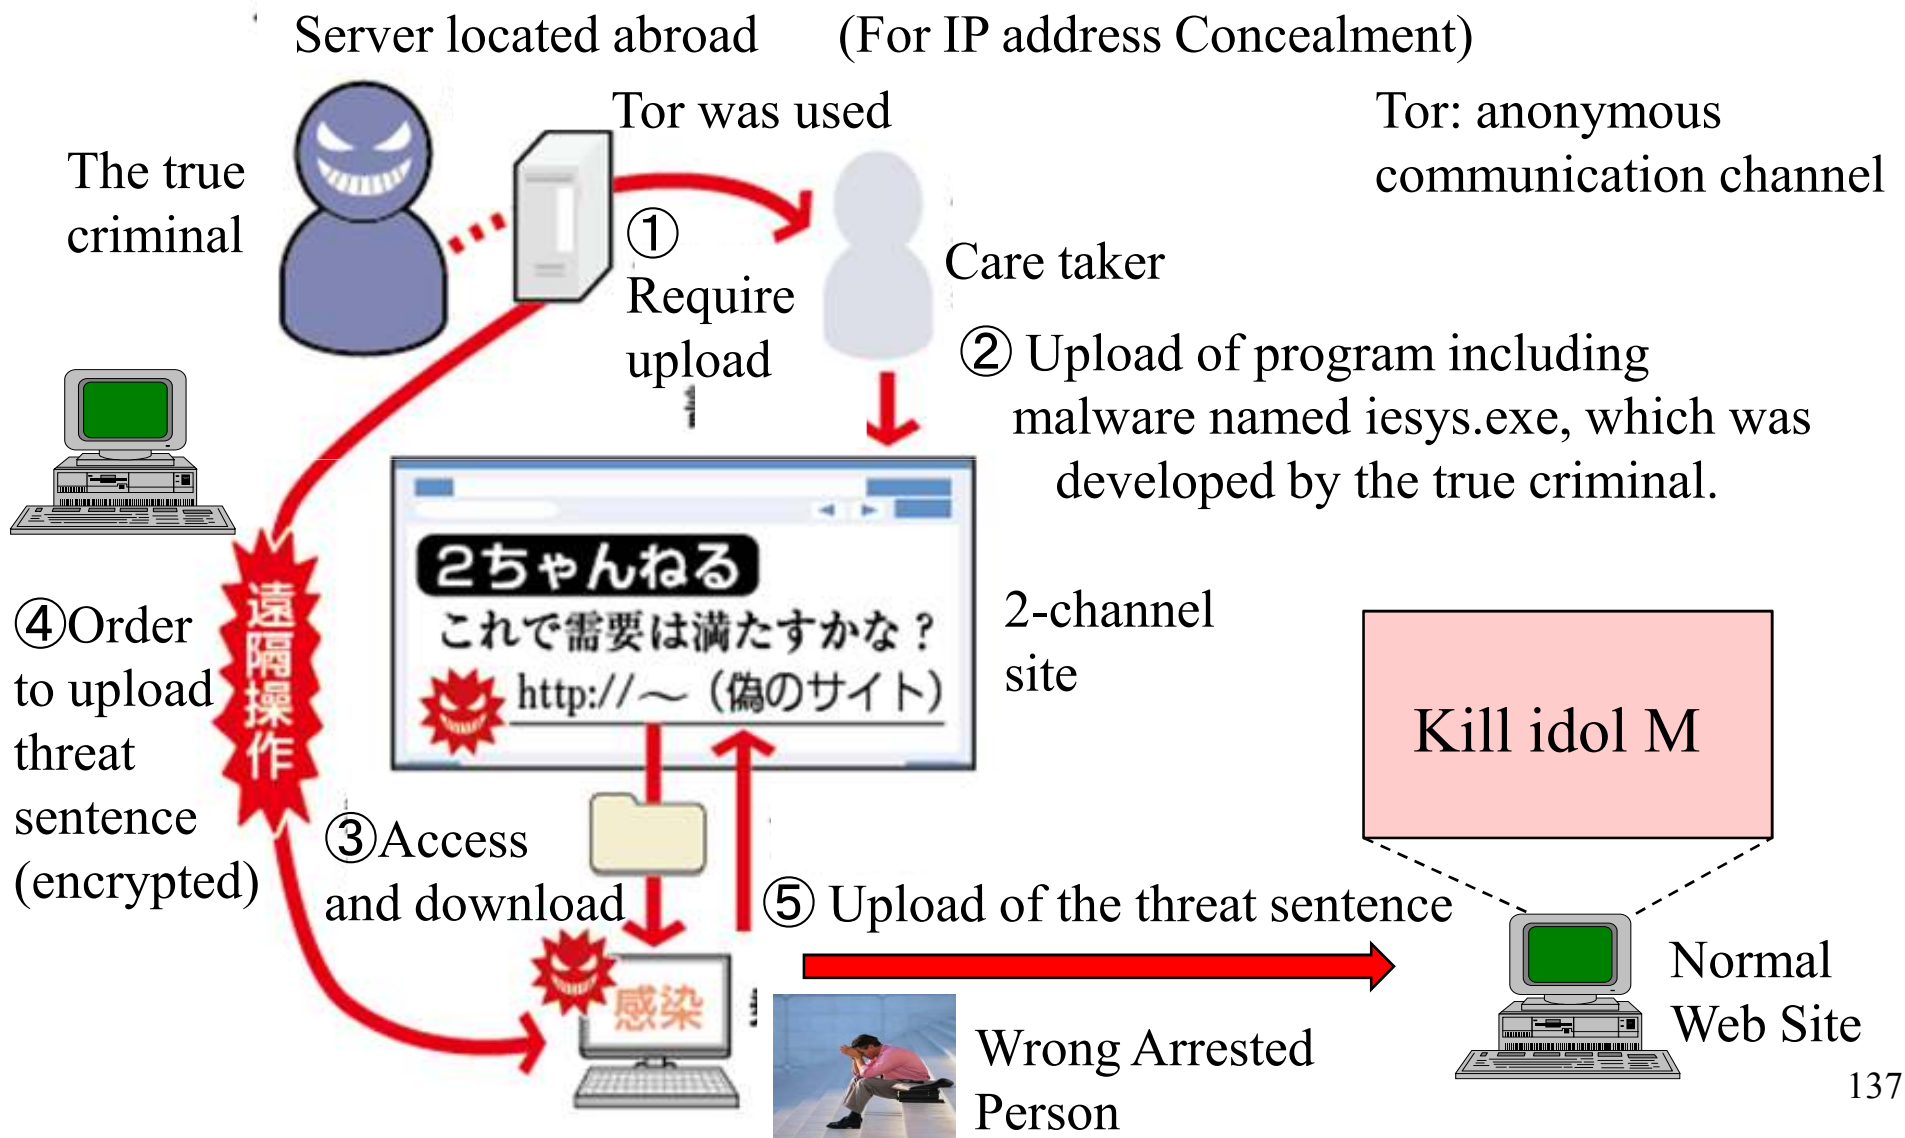 Server located abroad (For IP address Concealment)
Tor was used
Tor: anonymous
communication channel
The true
criminal
①
Require
upload
Care taker
② Upload of program including
malware named iesys.exe, which was
developed by the true criminal.
2ちゃんねる
これで需要は満たすかな?
http://～(偽のサイト)
2-channel
site
遠隔操作
④Order
to upload
threat
sentence
(encrypted)
③Access
and download
感染
⑤ Upload of the threat sentence
Kill idol M
Normal
Web Site
Wrong Arrested
Person
137